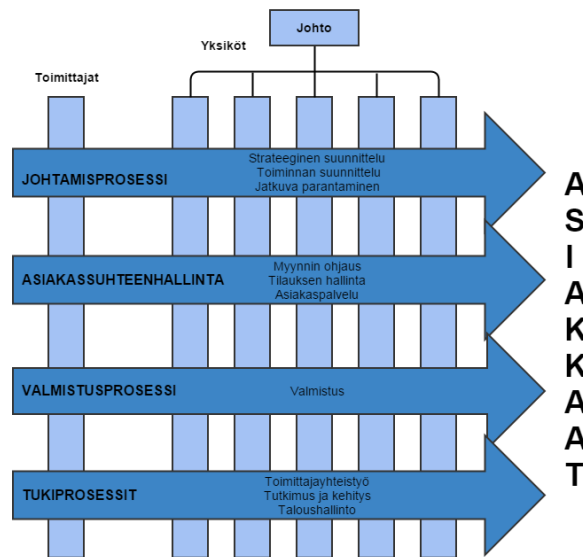 Johto
Yksiköt
Toimittajat
JOHTAMISPROSESSI
Strateeginen suunnittelu
Toiminnan suunnittelu
Jatkuva parantaminen
ASIAKASSUHTEENHALLINTA
Myynnin ohjaus
Tilauksen hallinta
Asiakaspalvelu
VALMISTUSPROSESSI
Valmistus
TUKIPROSESSIT
Toimittajayhteistyö
Tutkimus ja kehitys
Taloushallinto
ASIAKKAAT